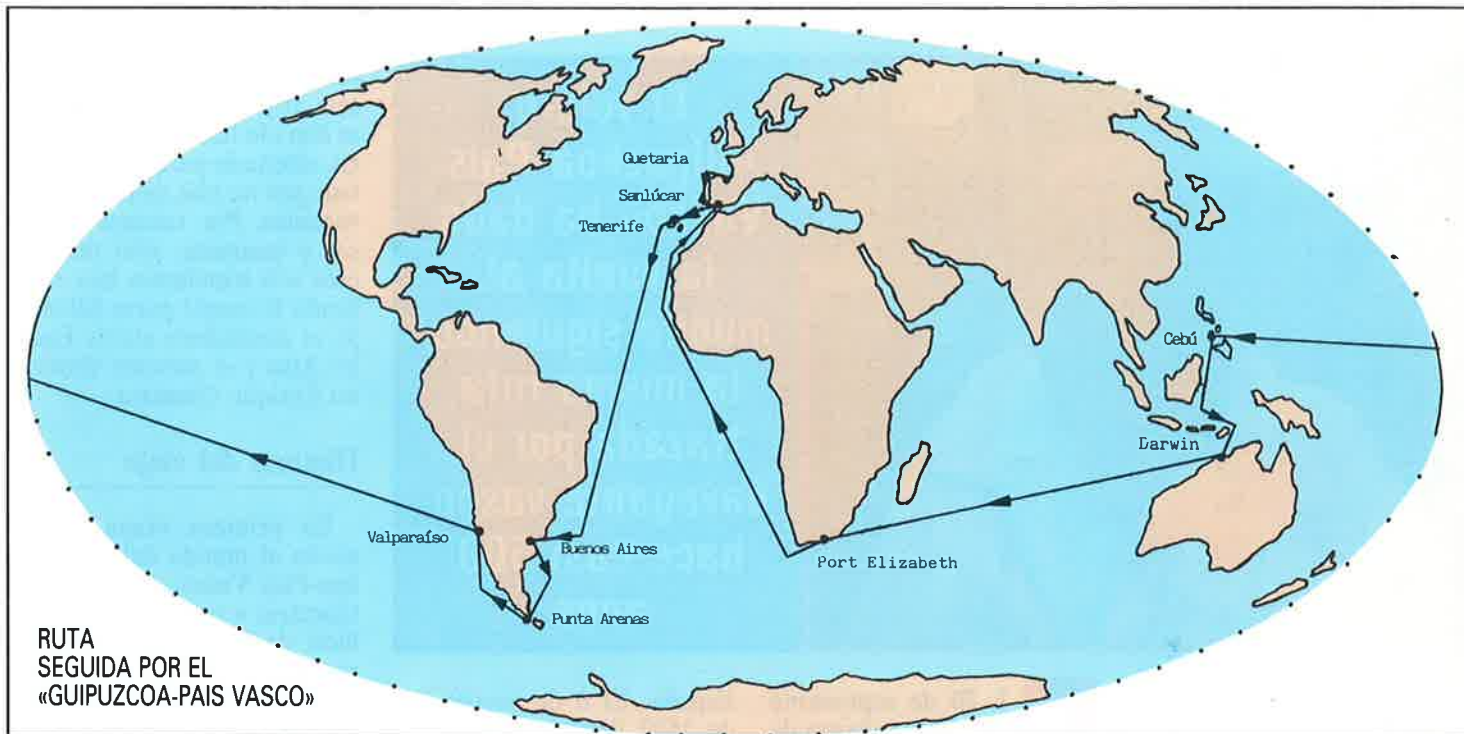 Guetaria
Sanlúcar
Tenerife
Cebú
Darwin
Valparaíso
Buenos Aires
Port Elizabeth
Punta Arenas
RUTA
SEGUIDA POR EL
«GUIPUZCOA-PAIS VASCO»